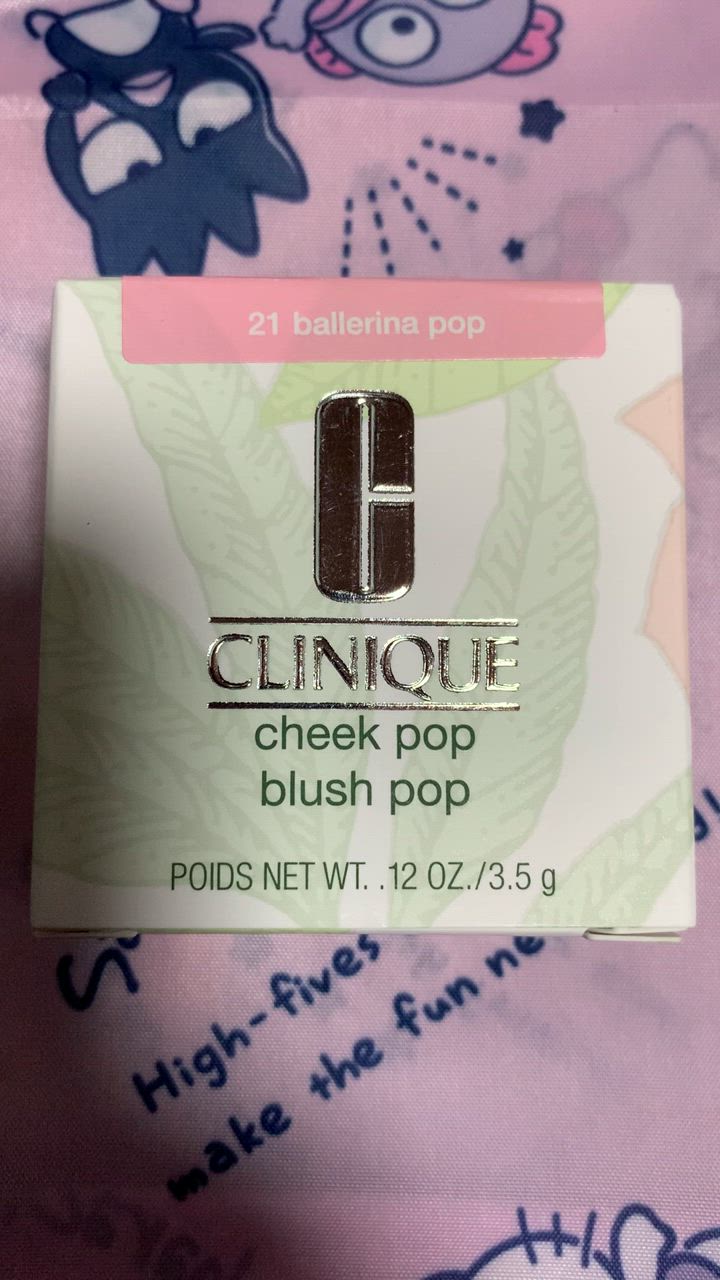 21 ballerina pop
CLINIQUE
cheek pop
blush pop
POIDS NET WT. .12 OZ./3.5 g
High-fives
make the fun